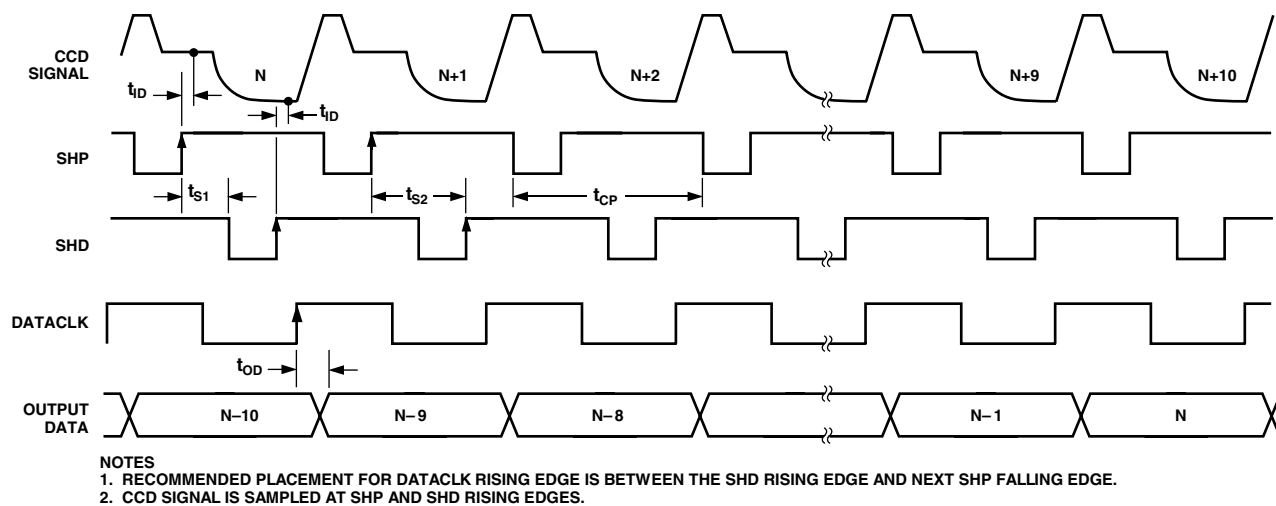 CCD
SIGNAL
N
N+1
N+2
N+9
N+10
tID
tID
SHP
tS1
tS2
tCP
SHD
DATACLK
tOD
OUTPUT
DATA
N–10
N–9
N–8
N–1
N
NOTES
1. RECOMMENDED PLACEMENT FOR DATACLK RISING EDGE IS BETWEEN THE SHD RISING EDGE AND NEXT SHP FALLING EDGE.
2. CCD SIGNAL IS SAMPLED AT SHP AND SHD RISING EDGES.